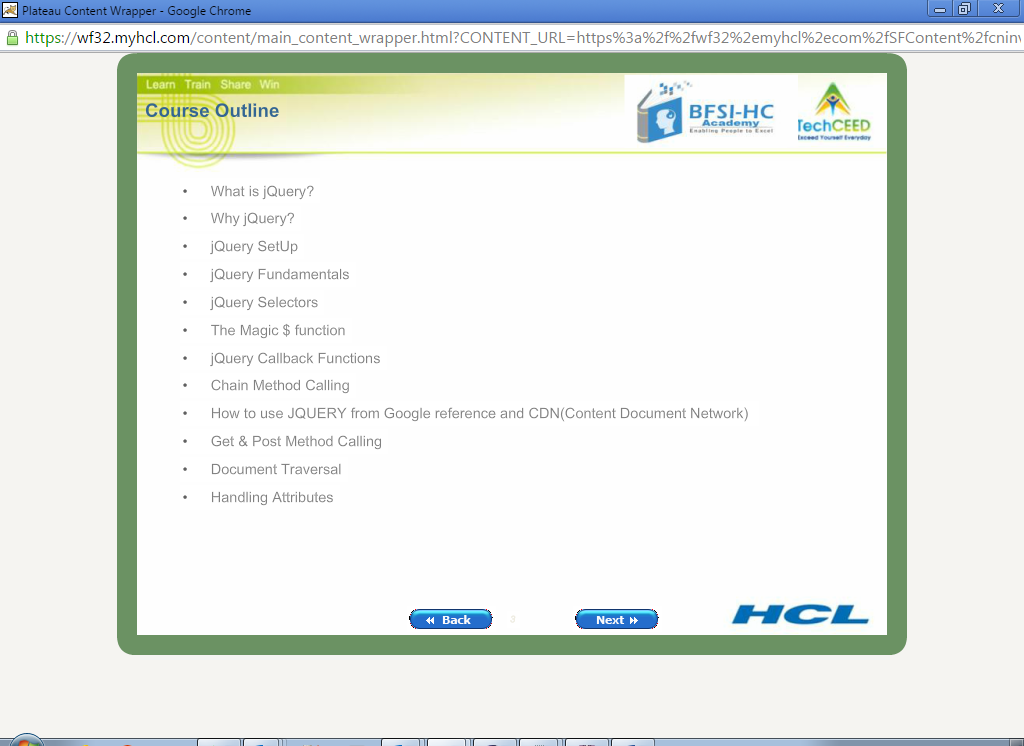 Plateau Content Wrapper - Google Chrome
https://wf32.myhcl.com/content/main_content_wrapper.html?CONTENT_URL=https%3a%2f%2fwf32%2emyhcl%2ecom%2fSFContent%2fcninv
Learn Train Share Win
Course Outline
BFSI-HC
Academy
Enabling People to Excel
TechCEED
Exceed Yourself Everyday
• What is jQuery?
• Why jQuery?
• jQuery SetUp
• jQuery Fundamentals
• jQuery Selectors
• The Magic $ function
• jQuery Callback Functions
• Chain Method Calling
• How to use JQUERY from Google reference and CDN(Content Document Network)
• Get & Post Method Calling
• Document Traversal
• Handling Attributes
Back 3 Next
HCL